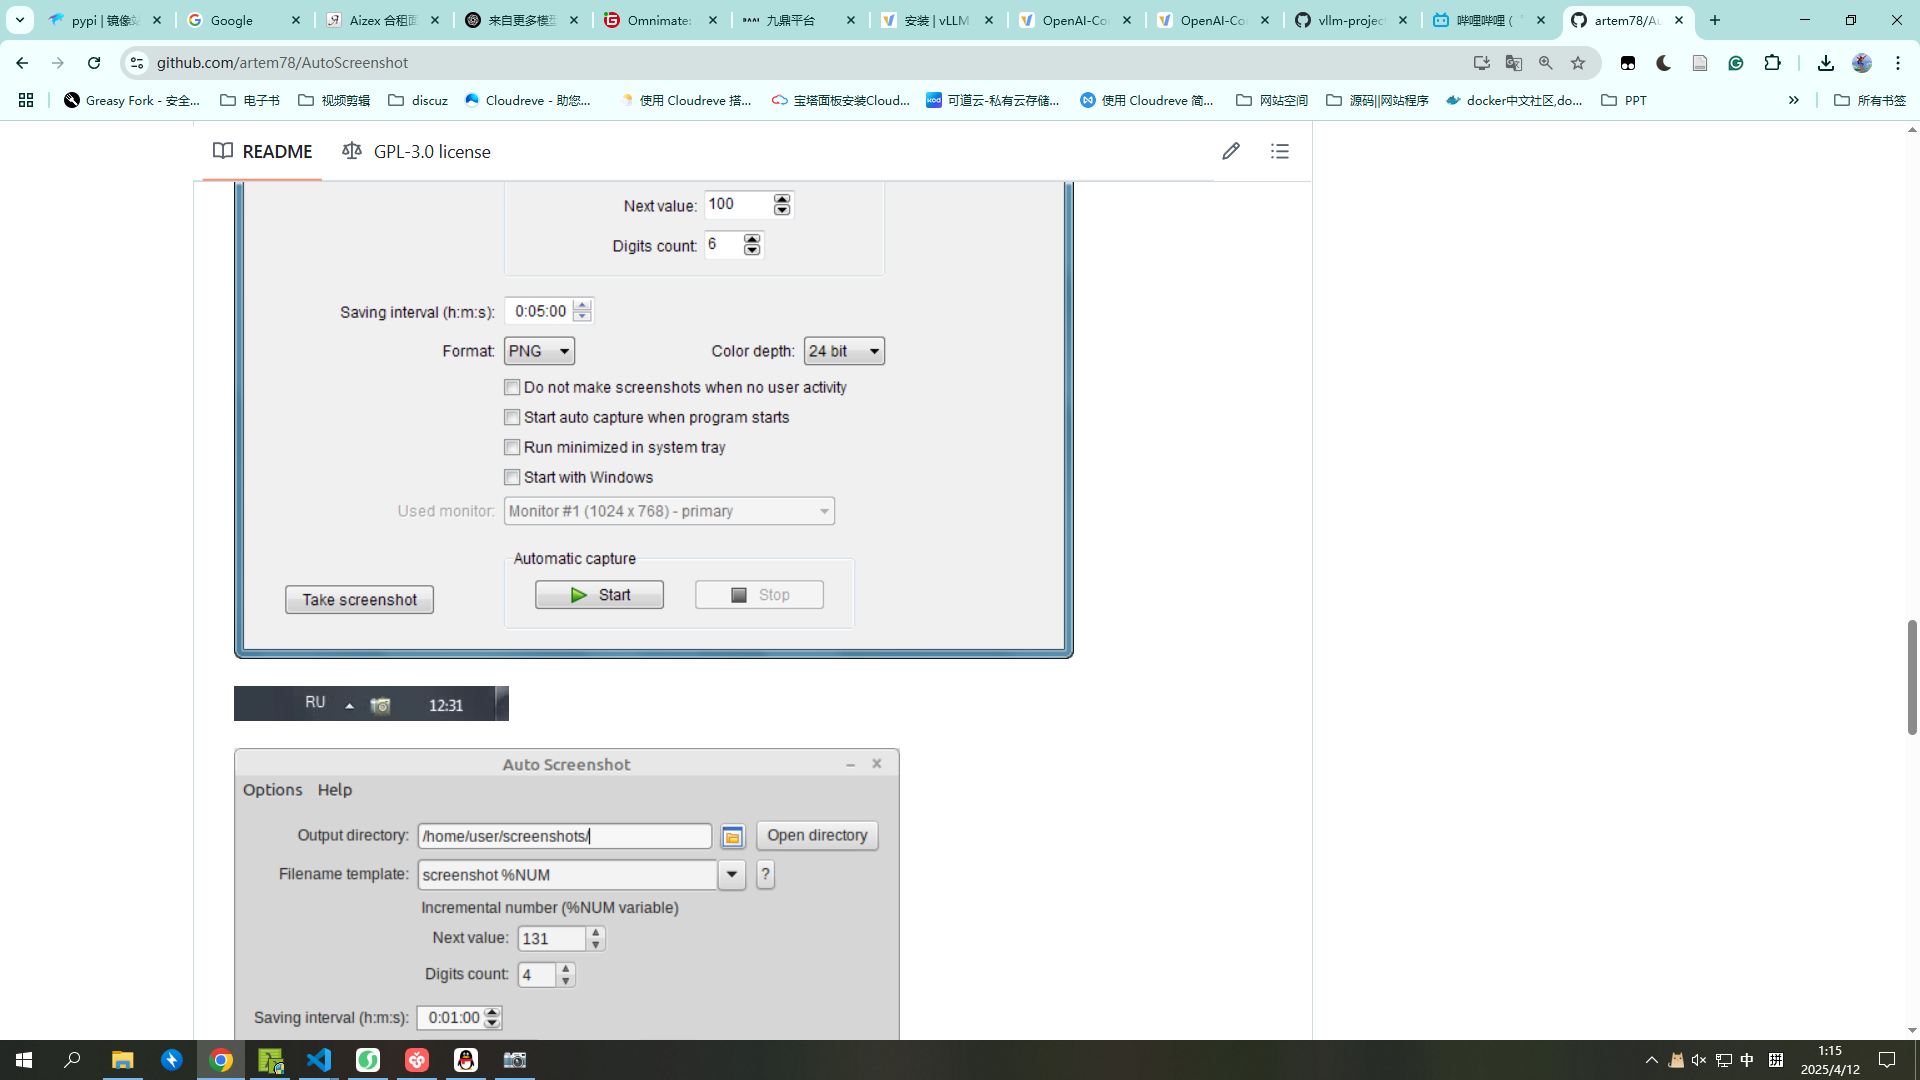 pypi | 镜像站
Google
Aizex 合租面
来自更多模型
Omnimate:
九鼎平台
安装 | vLLM
OpenAI-Co
OpenAI-Co
vllm-project
哔哩哔哩 (
artem78/Au
github.com/artem78/AutoScreenshot
Greasy Fork - 安全...
电子书
视频剪辑
discuz
Cloudreve - 助您...
使用 Cloudreve 搭...
宝塔面板安装Cloud...
可道云-私有云存储...
使用 Cloudreve 简...
网站空间
源码||网站程序
docker中文社区,do...
PPT
所有书签
README
GPL-3.0 license
Next value: 100
Digits count: 6
Saving interval (h:m:s): 0:05:00
Format: PNG Color depth: 24 bit
Do not make screenshots when no user activity
Start auto capture when program starts
Run minimized in system tray
Start with Windows
Used monitor: Monitor #1 (1024 x 768) - primary
Automatic capture
Take screenshot Start Stop
RU 12:31
Auto Screenshot
Options Help
Output directory: /home/user/screenshots/ Open directory
Filename template: screenshot %NUM ?
Incremental number (%NUM variable)
Next value: 131
Digits count: 4
Saving interval (h:m:s): 0:01:00
中 拼
1:15
2025/4/12